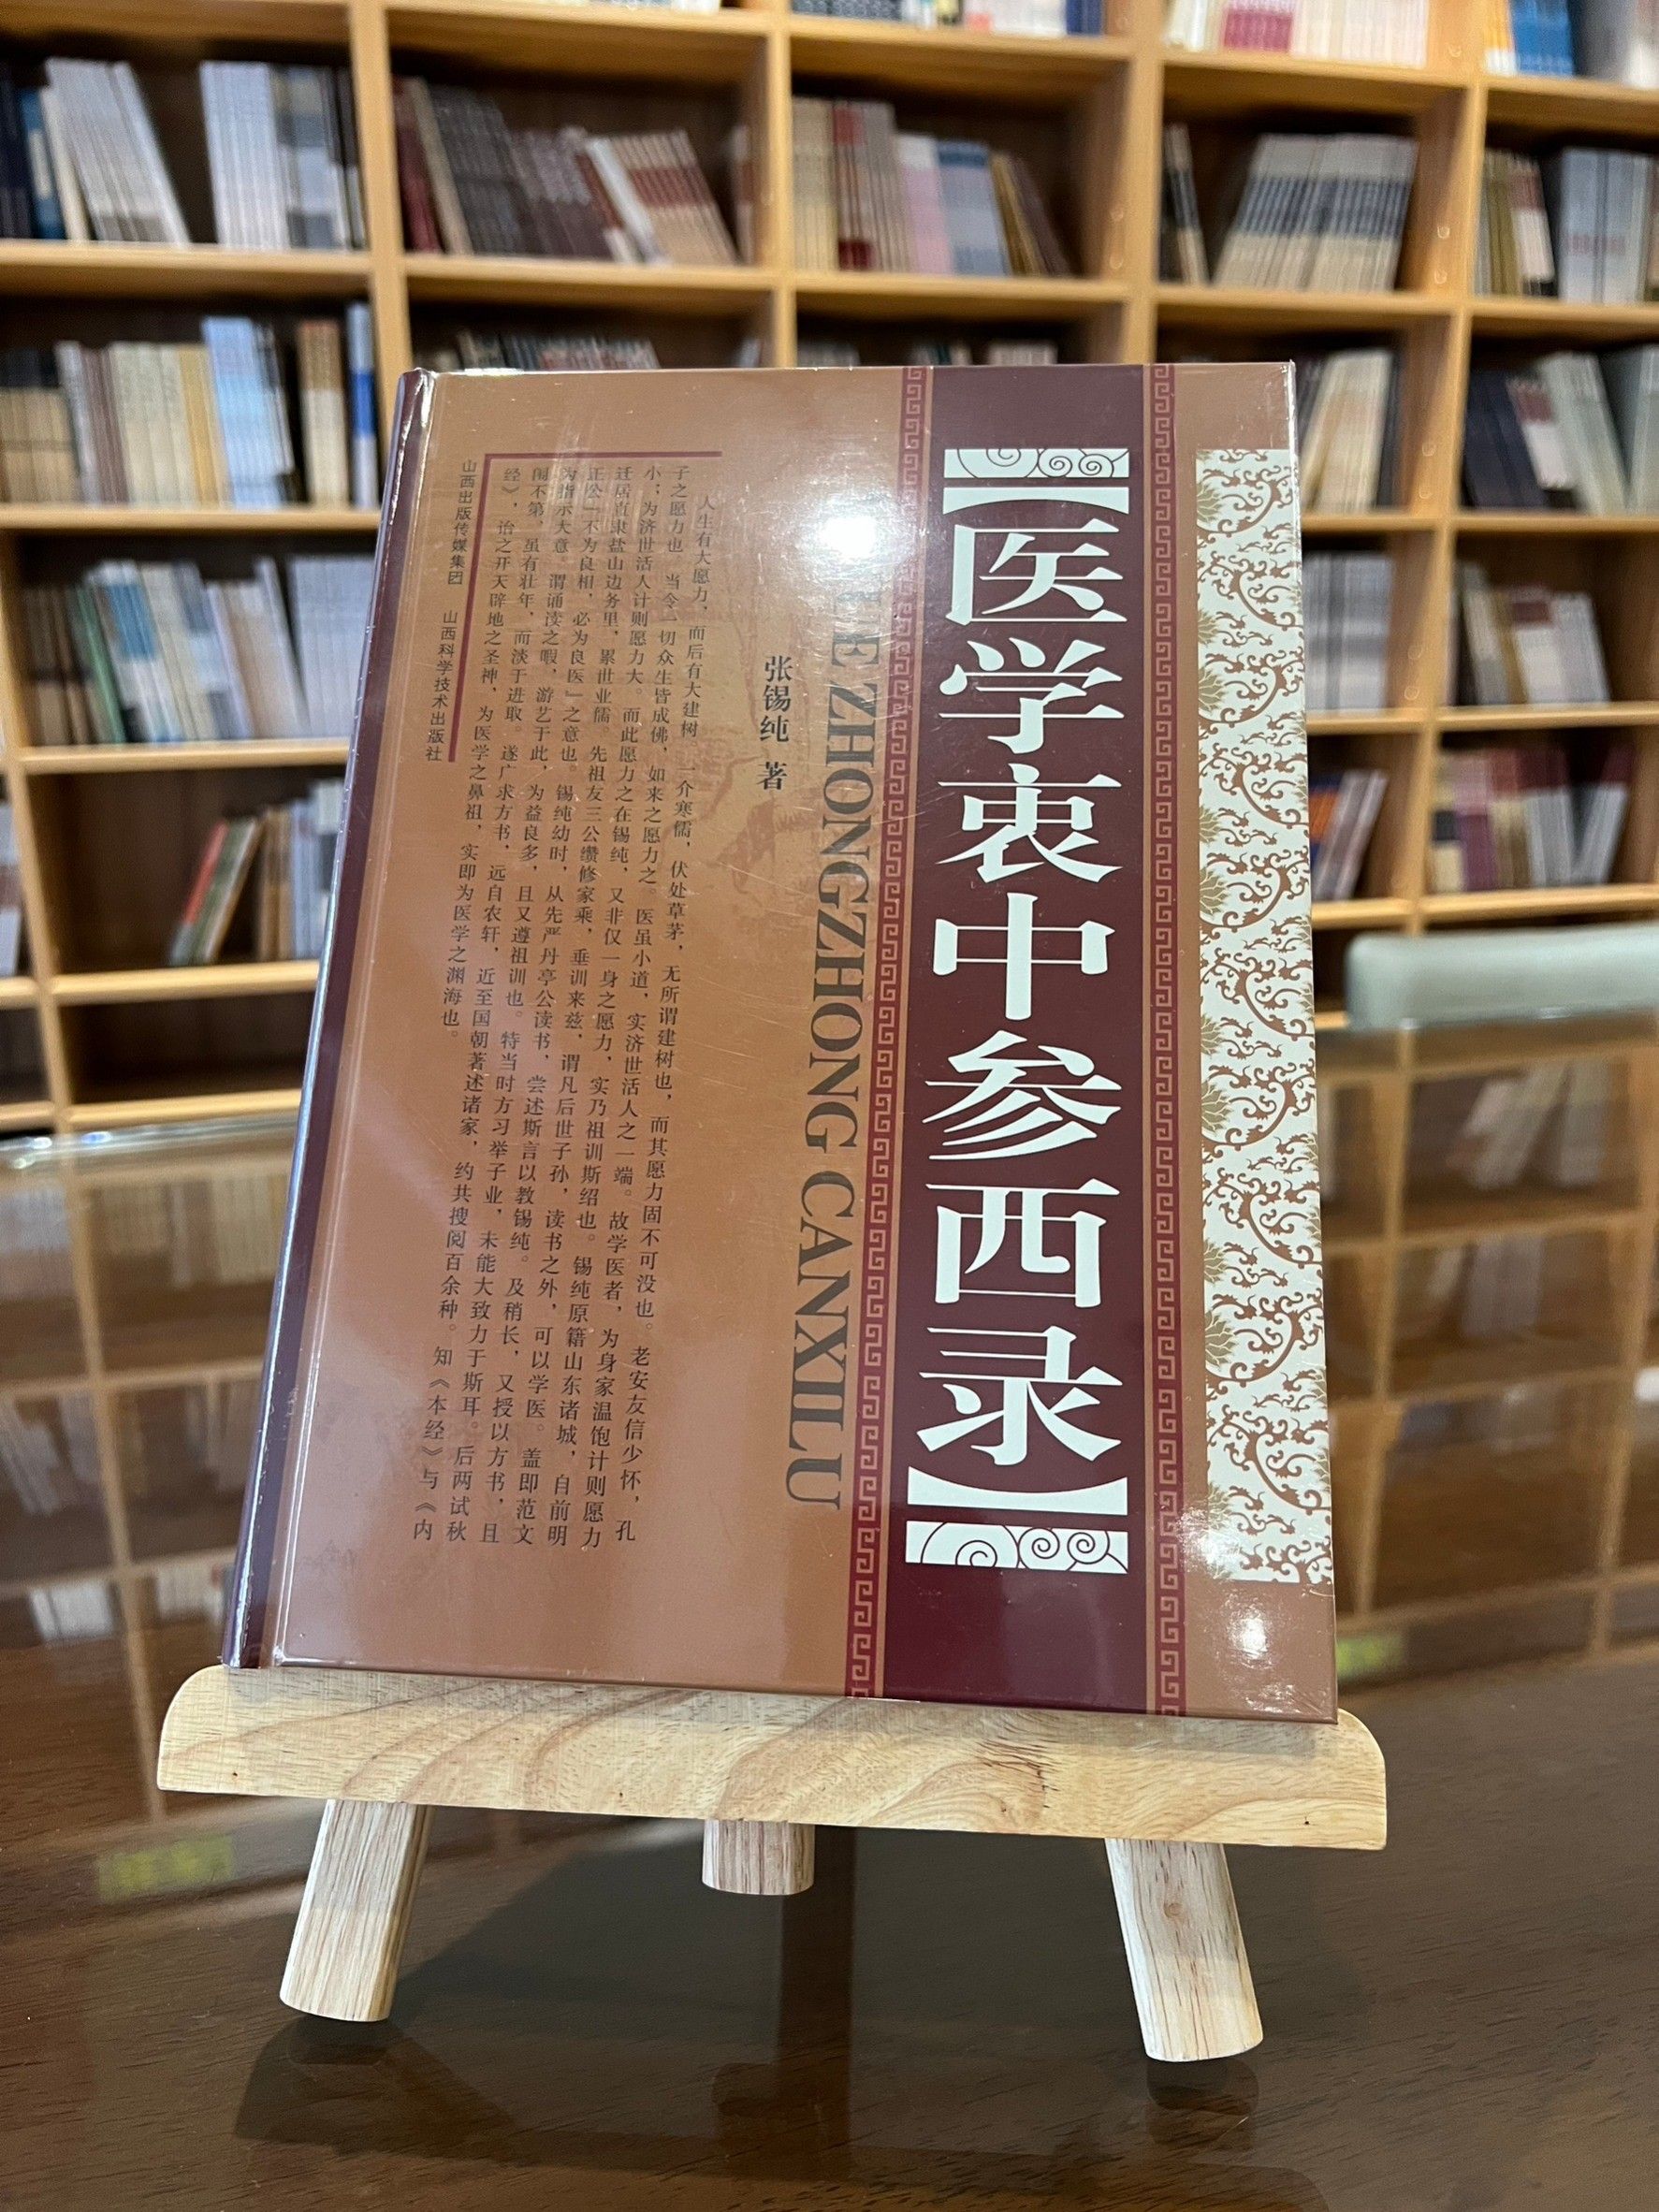 【医学衷中参西录】
UE ZHONGZHONG CANXILU
张锡纯 著
人生有大愿力，而后有大建树。一介寒儒，伏处草茅，无所谓建树也，而其愿力固不可没也。老安友信少怀，孔
子之愿力也，当令一切众生皆成佛，如来之愿力之。医虽小道，实济世活人之一端。故学医者，为身家温饱计则愿力
小；为济世活人计则愿力大。而此愿力之在锡纯，又非仅一身之愿力，实乃祖训斯绍也。锡纯原籍山东诸城，自前明
迁居直隶盐山边务里，累世业儒。先祖友三公缵修家乘，垂训来兹，谓凡后世子孙，读书之外，可以学医。盖即范文
正公「不为良相，必为良医」之意也。锡纯幼时，从先严丹亭公读书，尝述斯言以教锡纯。及稍长，又授以方书，且
为指示大意。谓诵读之暇，游艺于此，为益良多，且又遵祖训也。特当时方习举子业，未能大致力于斯耳。后两试秋
闱不第，虽有壮年，而淡于进取。遂广求方书，远自农轩，近至国朝著述诸家，约共搜阅百余种。知《本经》与《内
经》，诒之开天辟地之圣神，为医学之鼻祖，实即为医学之渊海也。
山西出版传媒集团 山西科学技术出版社